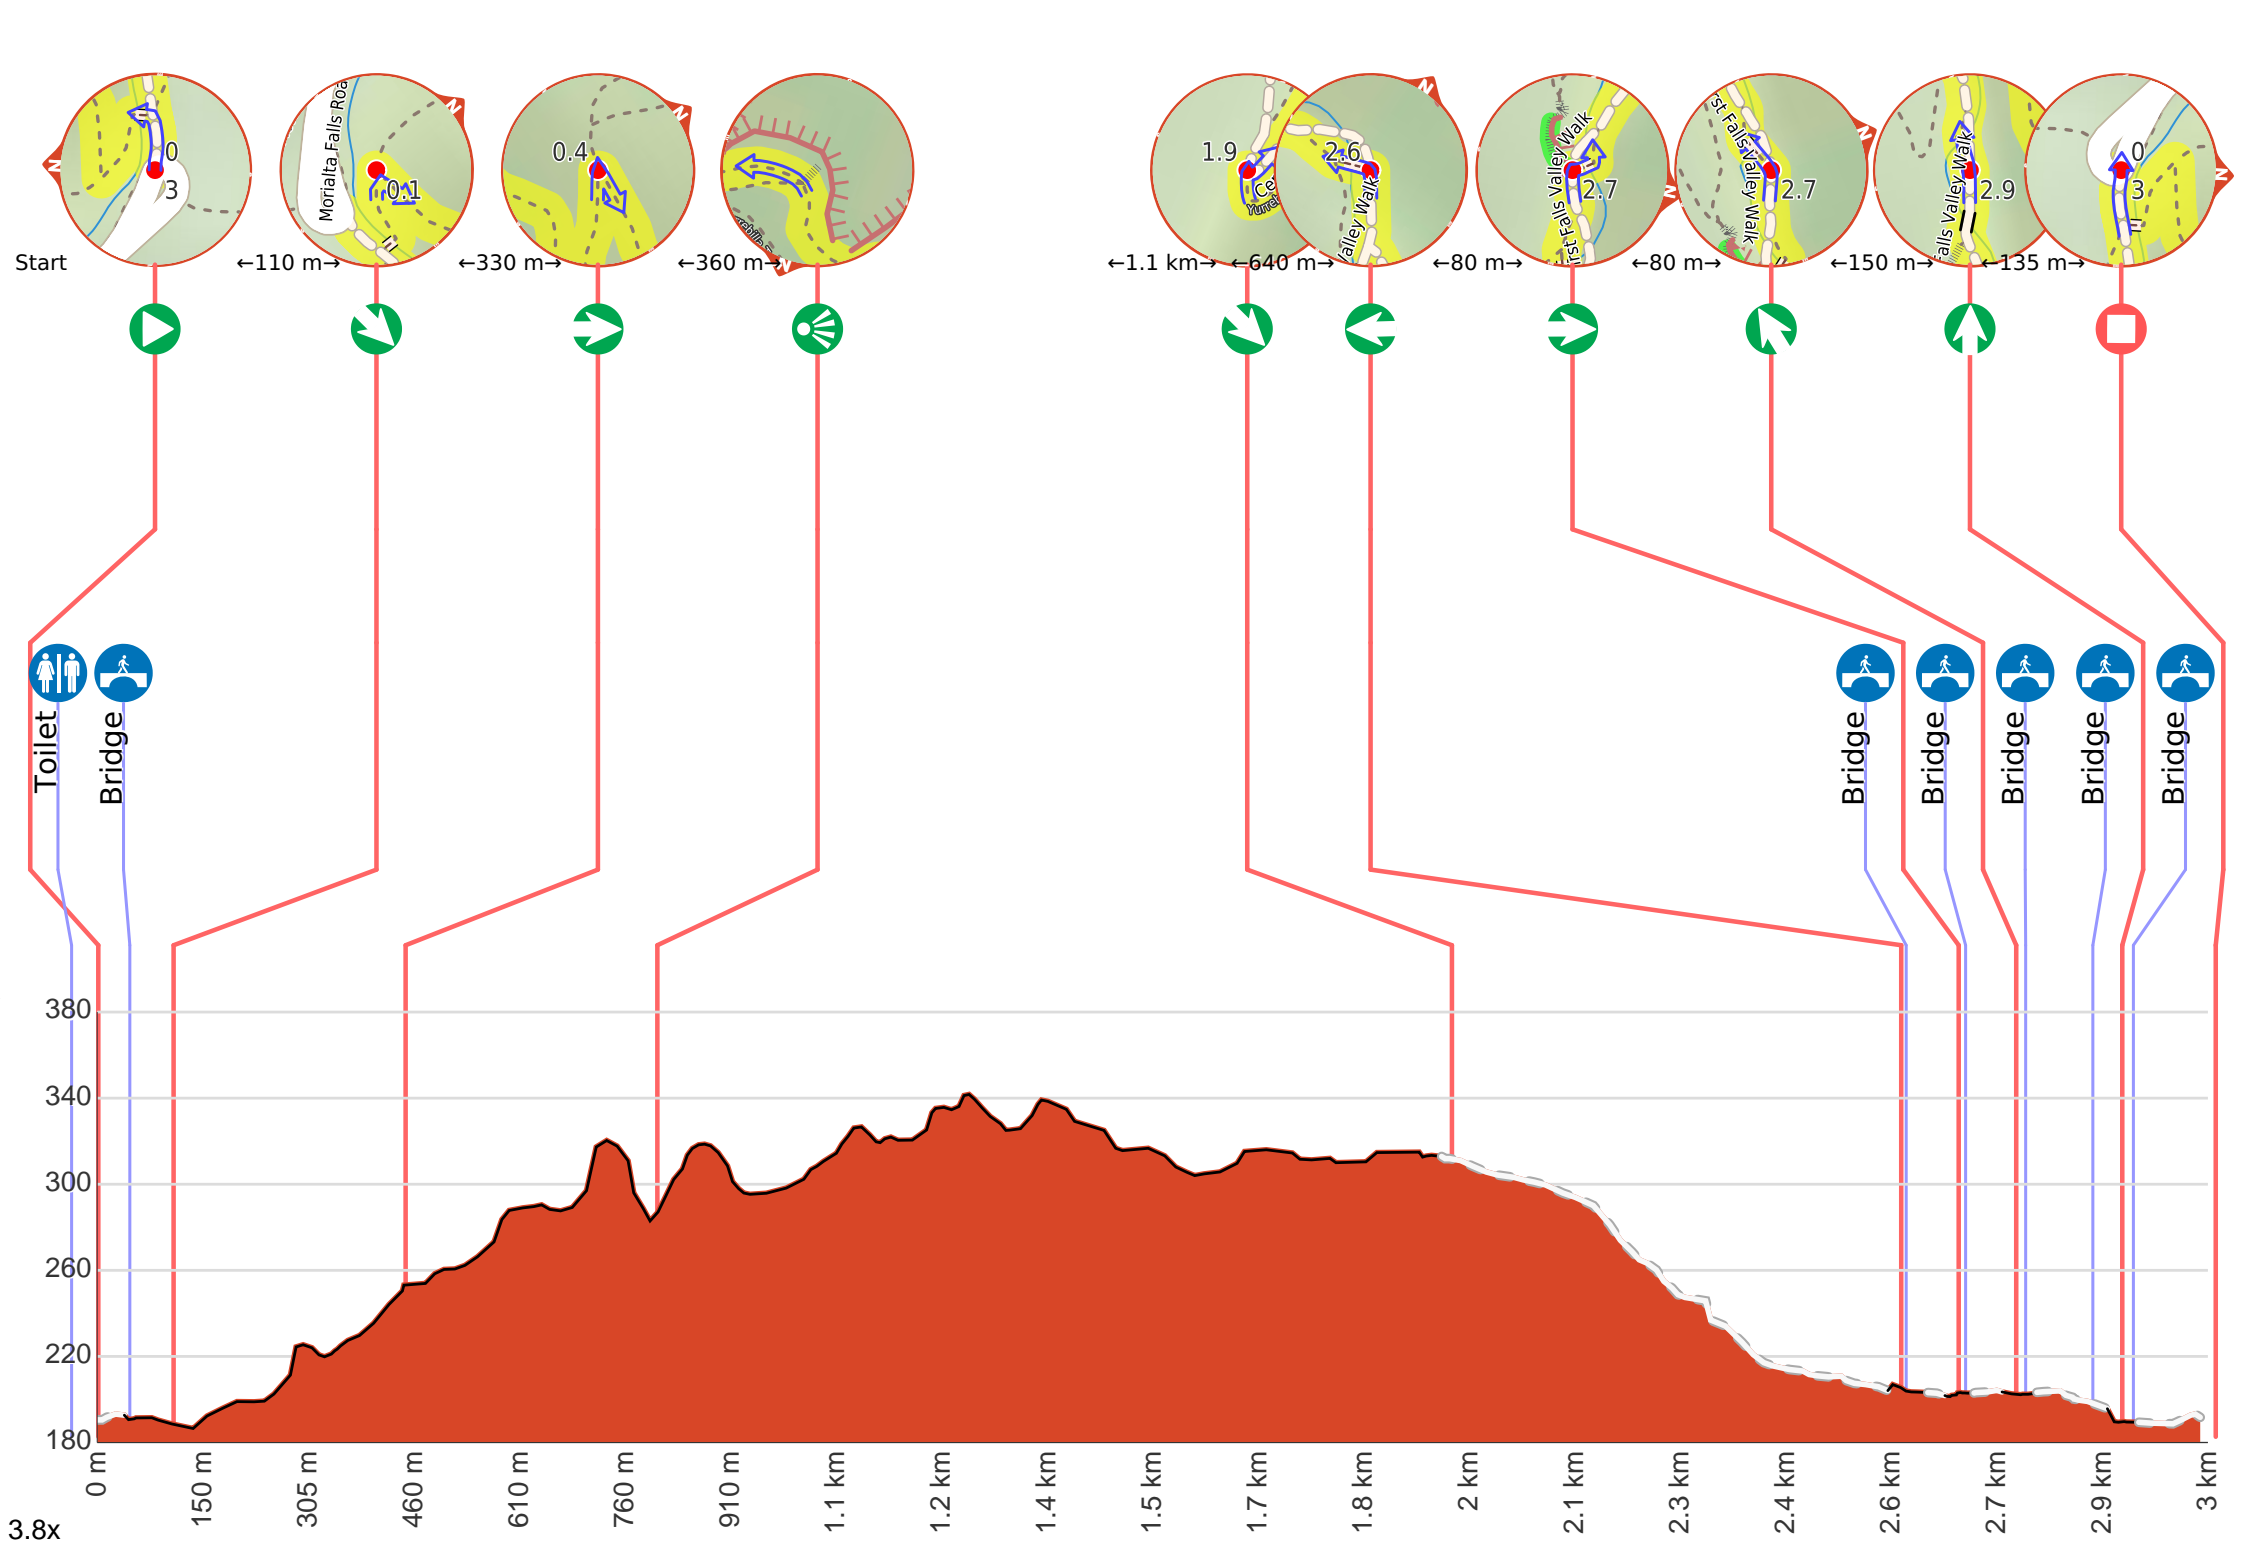 N
0
3
Morialta Falls Roa
0.1
N
0.4
N
N
1.9
Ce
Yurre
2.6
Valley Walk
N
First Falls Valley Walk
2.7
N
rst Falls Valley Walk
2.7
N
Falls Valley Walk
2.9
0
3
N
Start
←110 m→
←330 m→
←360 m→
←1.1 km→
←640 m→
←80 m→
←80 m→
←150 m→
←135 m→
Toilet
Bridge
Bridge
Bridge
Bridge
Bridge
Bridge
380
340
300
260
220
180
0 m
150 m
305 m
460 m
610 m
760 m
910 m
1.1 km
1.2 km
1.4 km
1.5 km
1.7 km
1.8 km
2 km
2.1 km
2.3 km
2.4 km
2.6 km
2.7 km
2.9 km
3 km
3.8x